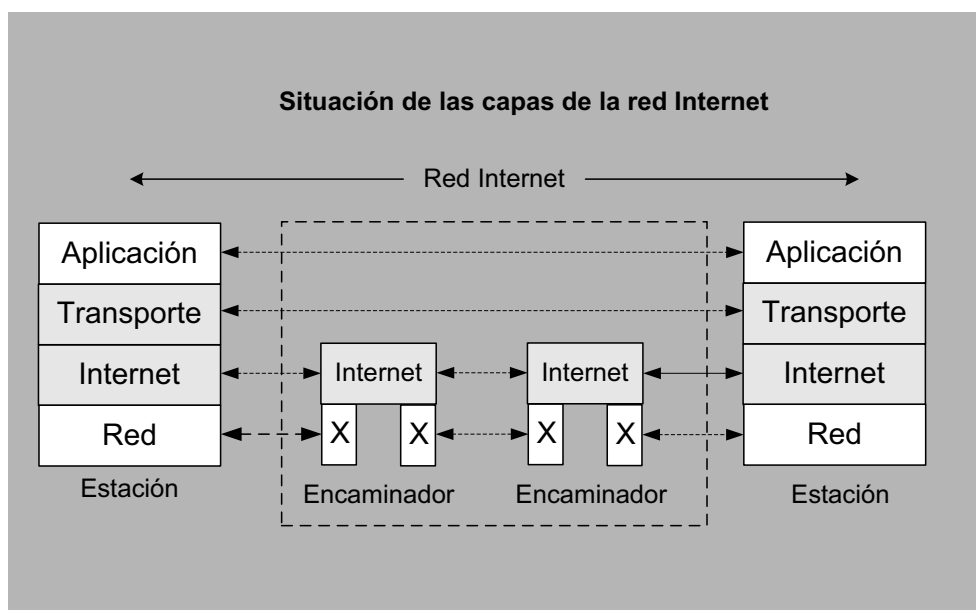 Situación de las capas de la red Internet
Red Internet
Aplicación
Transporte
Internet
Red
Estación
Internet
X X
Encaminador
Internet
X X
Encaminador
Aplicación
Transporte
Internet
Red
Estación